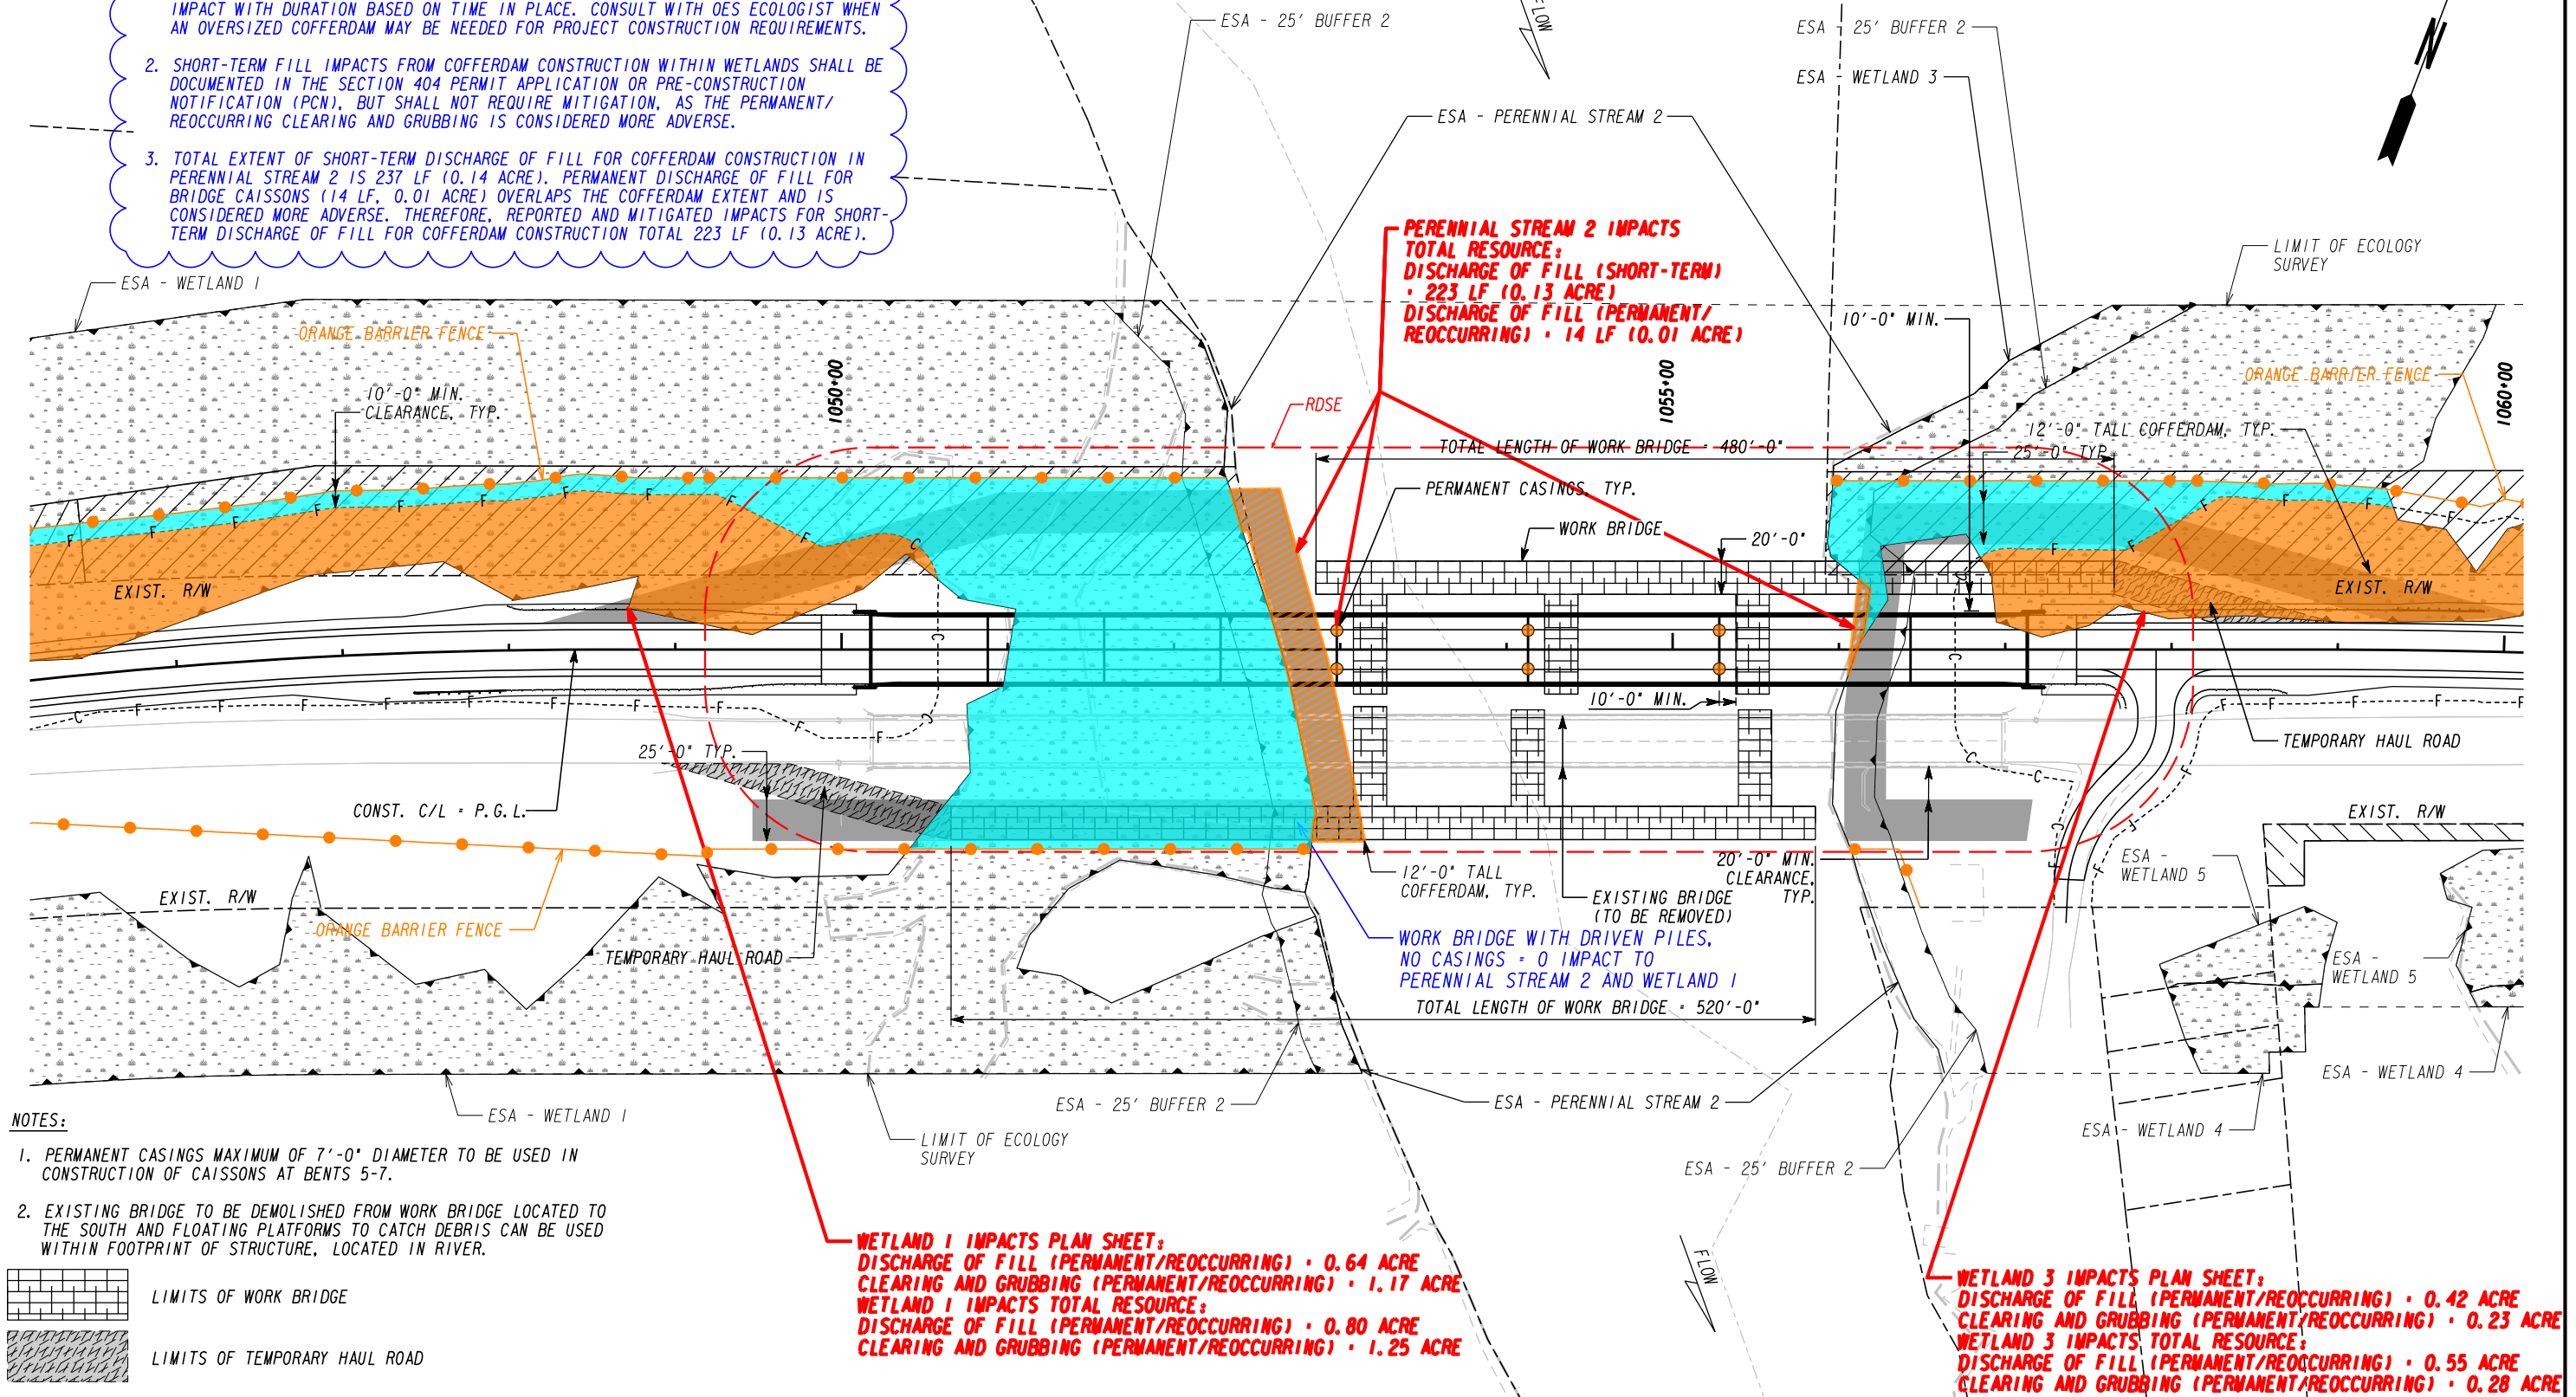 IMPACT WITH DURATION BASED ON TIME IN PLACE. CONSULT WITH OES ECOLOGIST WHEN
AN OVERSIZED COFFERDAM MAY BE NEEDED FOR PROJECT CONSTRUCTION REQUIREMENTS.
2. SHORT-TERM FILL IMPACTS FROM COFFERDAM CONSTRUCTION WITHIN WETLANDS SHALL BE
DOCUMENTED IN THE SECTION 404 PERMIT APPLICATION OR PRE-CONSTRUCTION
NOTIFICATION (PCN), BUT SHALL NOT REQUIRE MITIGATION, AS THE PERMANENT/
REOCCURRING CLEARING AND GRUBBING IS CONSIDERED MORE ADVERSE.
3. TOTAL EXTENT OF SHORT-TERM DISCHARGE OF FILL FOR COFFERDAM CONSTRUCTION IN
PERENNIAL STREAM 2 IS 237 LF (0.14 ACRE). PERMANENT DISCHARGE OF FILL FOR
BRIDGE CAISSONS (14 LF, 0.01 ACRE) OVERLAPS THE COFFERDAM EXTENT AND IS
CONSIDERED MORE ADVERSE. THEREFORE, REPORTED AND MITIGATED IMPACTS FOR SHORT-
TERM DISCHARGE OF FILL FOR COFFERDAM CONSTRUCTION TOTAL 223 LF (0.13 ACRE).
ESA - 25' BUFFER 2
FLOW
ESA - 25' BUFFER 2
ESA - WETLAND 3
N
ESA - PERENNIAL STREAM 2
PERENNIAL STREAM 2 IMPACTS
TOTAL RESOURCE:
DISCHARGE OF FILL (SHORT-TERM)
= 223 LF (0.13 ACRE)
DISCHARGE OF FILL (PERMANENT/
REOCCURRING) = 14 LF (0.01 ACRE)
LIMIT OF ECOLOGY
SURVEY
ESA - WETLAND 1
ORANGE BARRIER FENCE
10'-0" MIN.
CLEARANCE, TYP.
1050+00
RDSE
1055+00
10'-0" MIN.
ORANGE BARRIER FENCE
1060+00
TOTAL LENGTH OF WORK BRIDGE = 480'-0"
12'-0" TALL COFFERDAM, TYP.
25'-0" TYP.
PERMANENT CASINGS, TYP.
WORK BRIDGE
20'-0"
EXIST. R/W
EXIST. R/W
F F F F F F F C C
F F F F C C
10'-0" MIN.
C F F F F F F F F F C
F F F F F C C C F F
25'-0" TYP.
TEMPORARY HAUL ROAD
CONST. C/L = P.G.L.
EXIST. R/W
20'-0" MIN.
CLEARANCE,
TYP.
12'-0" TALL
COFFERDAM, TYP.
EXISTING BRIDGE
(TO BE REMOVED)
ESA -
WETLAND 5
EXIST. R/W
ORANGE BARRIER FENCE
TEMPORARY HAUL ROAD
WORK BRIDGE WITH DRIVEN PILES,
NO CASINGS = 0 IMPACT TO
PERENNIAL STREAM 2 AND WETLAND 1
ESA -
WETLAND 5
TOTAL LENGTH OF WORK BRIDGE = 520'-0"
ESA - WETLAND 4
ESA - WETLAND 1
ESA - 25' BUFFER 2
ESA - PERENNIAL STREAM 2
ESA - WETLAND 4
LIMIT OF ECOLOGY
SURVEY
ESA - 25' BUFFER 2
FLOW
NOTES:
1. PERMANENT CASINGS MAXIMUM OF 7'-0" DIAMETER TO BE USED IN
CONSTRUCTION OF CAISSONS AT BENTS 5-7.
2. EXISTING BRIDGE TO BE DEMOLISHED FROM WORK BRIDGE LOCATED TO
THE SOUTH AND FLOATING PLATFORMS TO CATCH DEBRIS CAN BE USED
WITHIN FOOTPRINT OF STRUCTURE, LOCATED IN RIVER.
LIMITS OF WORK BRIDGE
LIMITS OF TEMPORARY HAUL ROAD
WETLAND 1 IMPACTS PLAN SHEET:
DISCHARGE OF FILL (PERMANENT/REOCCURRING) = 0.64 ACRE
CLEARING AND GRUBBING (PERMANENT/REOCCURRING) = 1.17 ACRE
WETLAND 1 IMPACTS TOTAL RESOURCE:
DISCHARGE OF FILL (PERMANENT/REOCCURRING) = 0.80 ACRE
CLEARING AND GRUBBING (PERMANENT/REOCCURRING) = 1.25 ACRE
WETLAND 3 IMPACTS PLAN SHEET:
DISCHARGE OF FILL (PERMANENT/REOCCURRING) = 0.42 ACRE
CLEARING AND GRUBBING (PERMANENT/REOCCURRING) = 0.23 ACRE
WETLAND 3 IMPACTS TOTAL RESOURCE:
DISCHARGE OF FILL (PERMANENT/REOCCURRING) = 0.55 ACRE
CLEARING AND GRUBBING (PERMANENT/REOCCURRING) = 0.28 ACRE